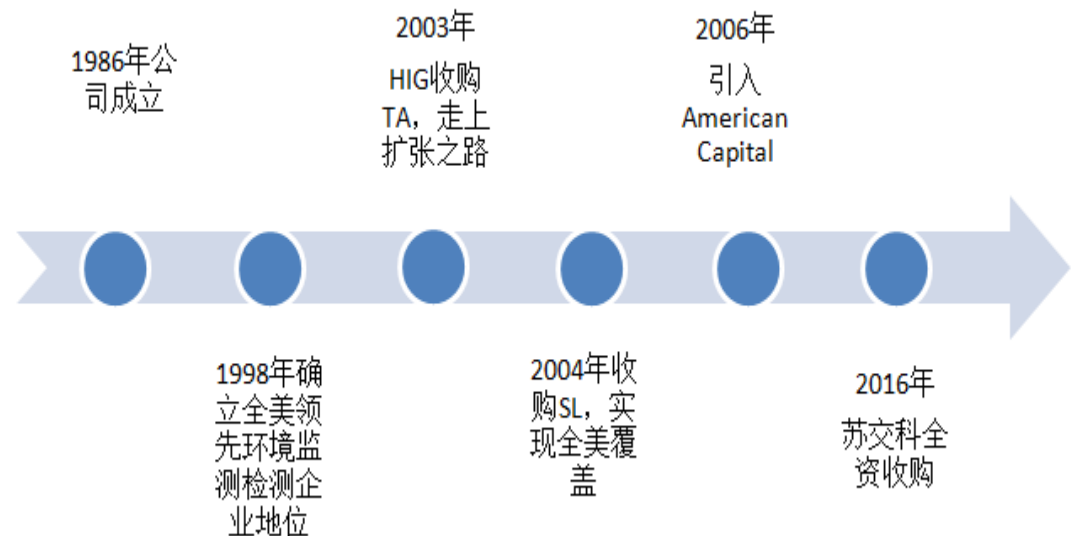 1986年公
司成立
1998年确
立全美领
先环境监
测检测企
业地位
2003年
HIG收购
TA，走上
扩张之路
2004年收
购SL，实
现全美覆
盖
2006年
引入
American
Capital
2016年
苏交科全
资收购